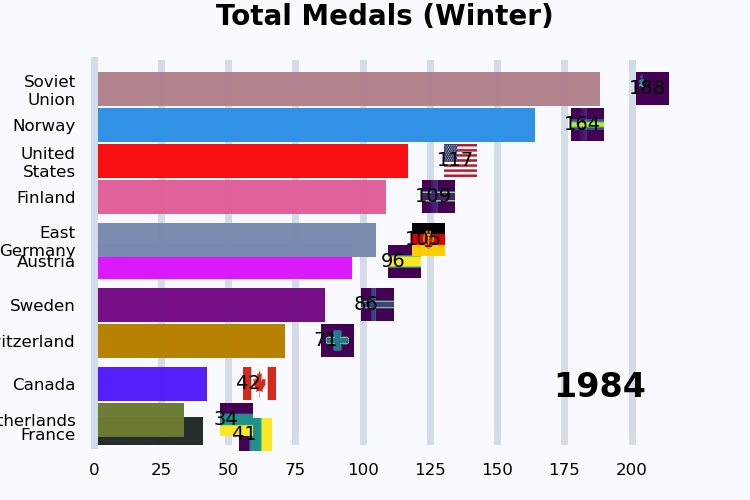 Total Medals (Winter)
Soviet
Union
188
Norway
164
United
States
117
Finland
109
East
Germany
105
Austria
96
Sweden
86
itzerland
71
Canada
42
1984
therlands
34
France
41
0 25 50 75 100 125 150 175 200